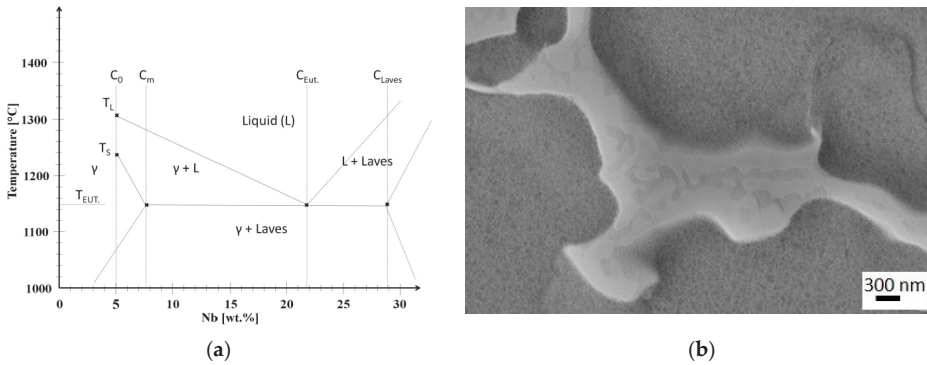 1400
C0 Cm CEut. CLaves
TL
Liquid (L)
1300
TS
γ
γ + L
L + Laves
1200
TEUT.
γ + Laves
1100
1000
0 5 10 15 20 25 30
Nb [wt.%]
Temperature [°C]
300 nm
(a) (b)